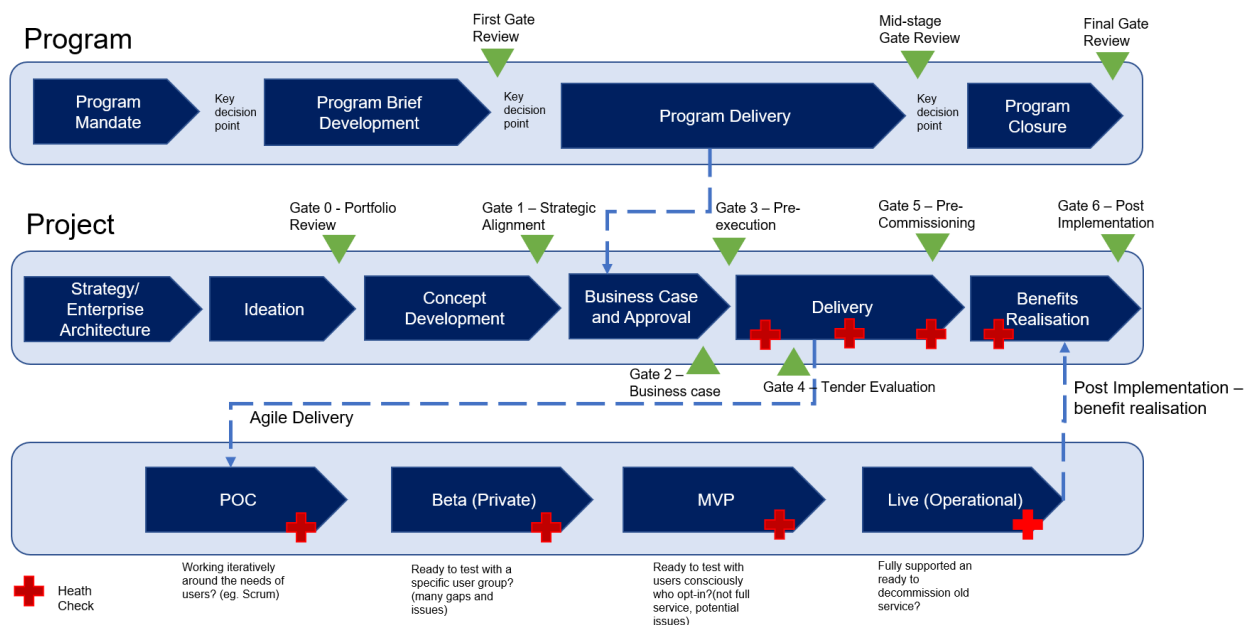 First Gate
Review
Mid-stage
Gate Review
Final Gate
Review
Program
Program
Mandate
Key
decision
point
Program Brief
Development
Key
decision
point
Program Delivery
Key
decision
point
Program
Closure
Project
Gate 0 - Portfolio
Review
Gate 1 – Strategic
Alignment
Gate 3 – Pre-
execution
Gate 5 – Pre-
Commissioning
Gate 6 – Post
Implementation
Strategy/
Enterprise
Architecture
Ideation
Concept
Development
Business Case
and Approval
Delivery
Benefits
Realisation
Gate 2 –
Business case
Gate 4 – Tender Evaluation
Post Implementation –
benefit realisation
Agile Delivery
POC
Beta (Private)
MVP
Live (Operational)
Working iteratively
around the needs of
users? (eg. Scrum)
Ready to test with a
specific user group?
(many gaps and
issues)
Ready to test with
users consciously
who opt-in?(not full
service, potential
issues)
Fully supported an
ready to
decommission old
service?
Heath
Check